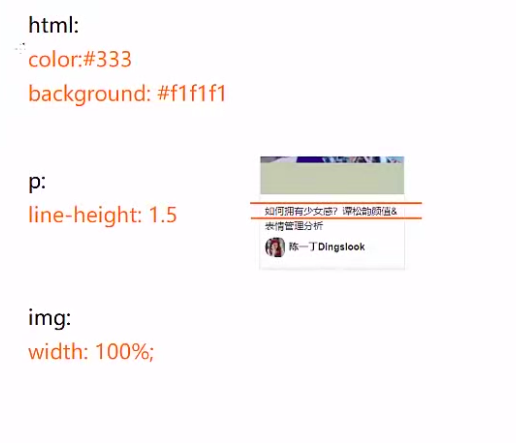 html:
color:#333
background: #f1f1f1
p:
line-height: 1.5
如何拥有少女感？谭松韵颜值&
表情管理分析
陈一丁Dingslook
img:
width: 100%;